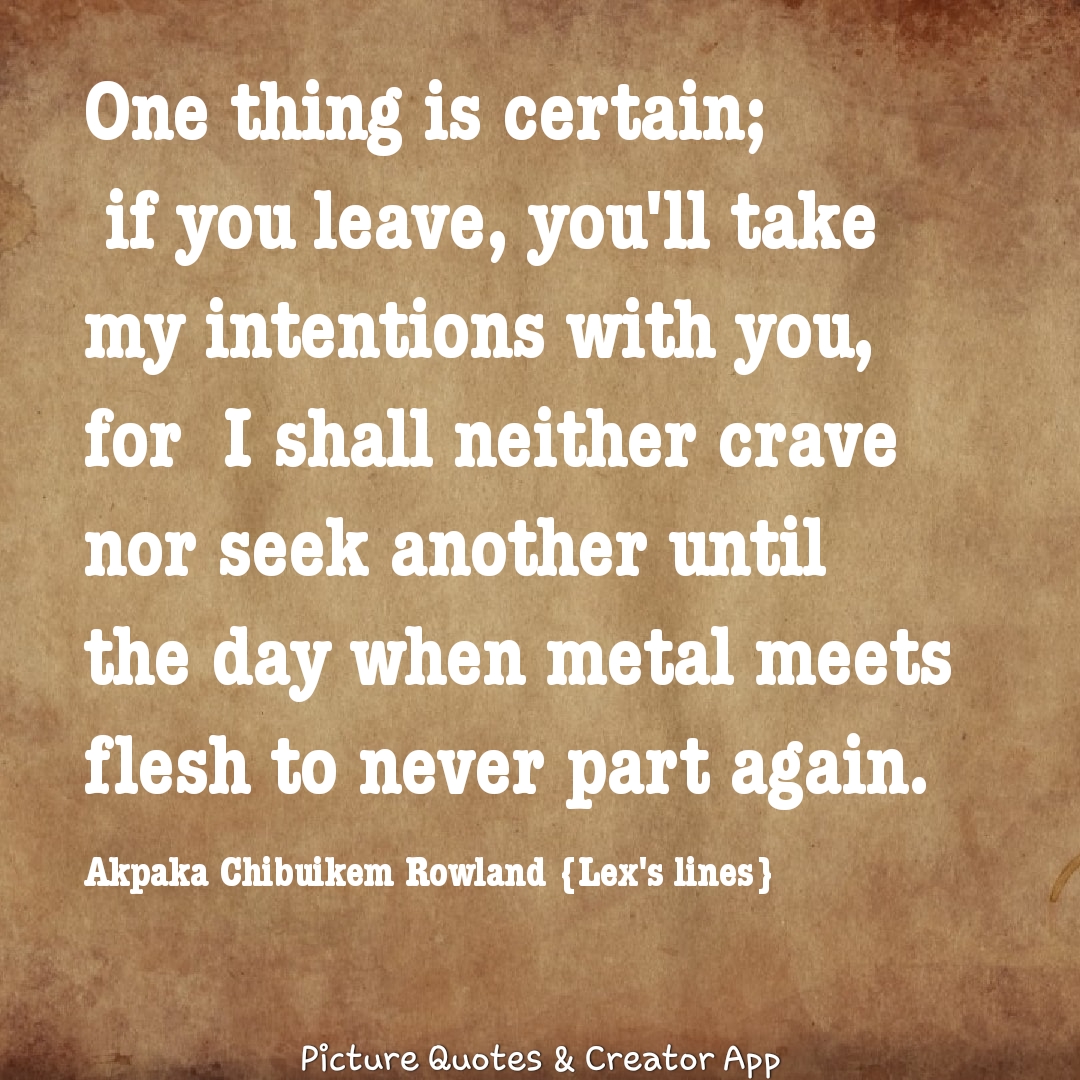 One thing is certain;
if you leave, you'll take
my intentions with you,
for  I shall neither crave
nor seek another until
the day when metal meets
flesh to never part again.
Akpaka Chibuikem Rowland {Lex's lines}
Picture Quotes & Creator App